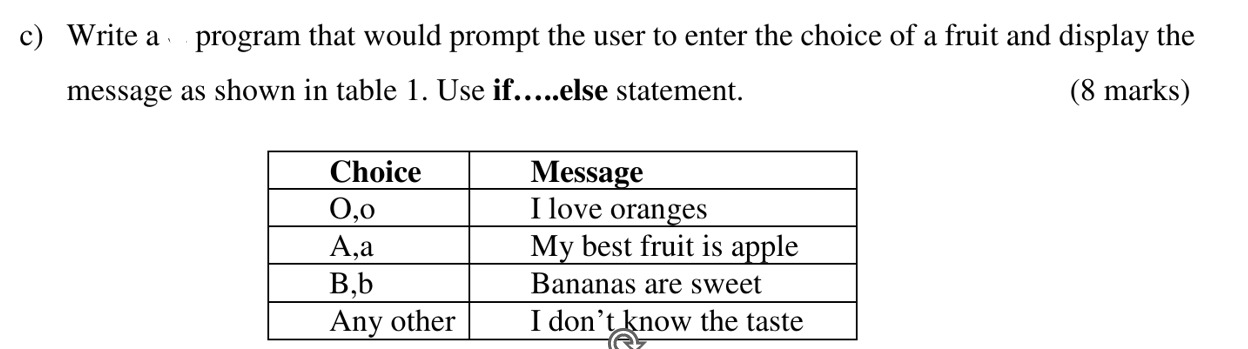 c) Write a program that would prompt the user to enter the choice of a fruit and display the
message as shown in table 1. Use if…..else statement. (8 marks)
Choice Message
O,o I love oranges
A,a My best fruit is apple
B,b Bananas are sweet
Any other I don’t know the taste